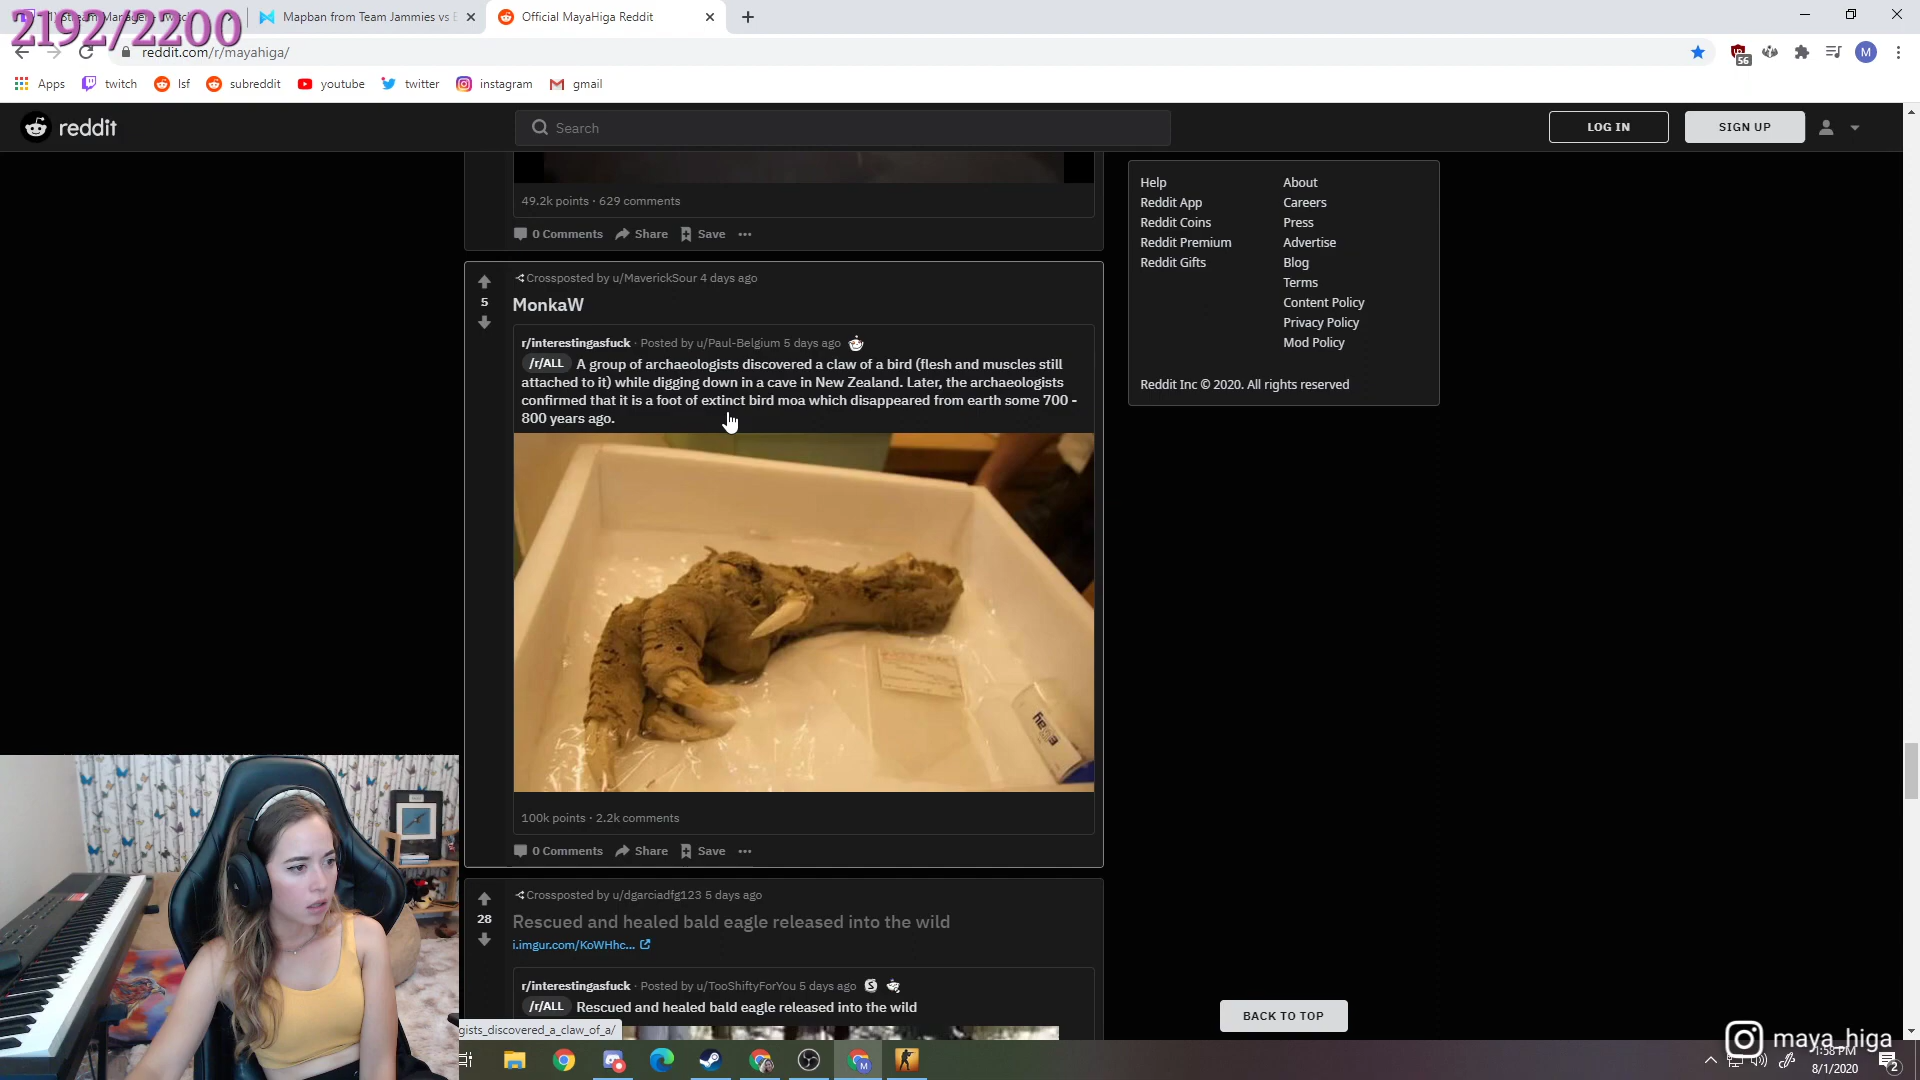 2192/2200
Mapban from Team Jammies vs
Official MayaHiga Reddit
reddit.com/r/mayahiga/
56
M
Apps
twitch
lsf
subreddit
youtube
twitter
instagram
gmail
reddit
Search
LOG IN
SIGN UP
49.2k points · 629 comments
0 Comments Share Save
Crossposted by u/MaverickSour 4 days ago
5
MonkaW
r/interestingasfuck · Posted by u/Paul-Belgium 5 days ago
/r/ALL A group of archaeologists discovered a claw of a bird (flesh and muscles still
attached to it) while digging down in a cave in New Zealand. Later, the archaeologists
confirmed that it is a foot of extinct bird moa which disappeared from earth some 700 -
800 years ago.
100k points · 2.2k comments
0 Comments Share Save
Crossposted by u/dgarciadfg123 5 days ago
28
Rescued and healed bald eagle released into the wild
i.imgur.com/KoWHhc...
r/interestingasfuck · Posted by u/TooShiftyForYou 5 days ago
/r/ALL Rescued and healed bald eagle released into the wild
gists_discovered_a_claw_of_a/
Help
About
Reddit App
Careers
Reddit Coins
Press
Reddit Premium
Advertise
Reddit Gifts
Blog
Terms
Content Policy
Privacy Policy
Mod Policy
Reddit Inc © 2020. All rights reserved
BACK TO TOP
maya_higa
1:58 PM
8/1/2020
2